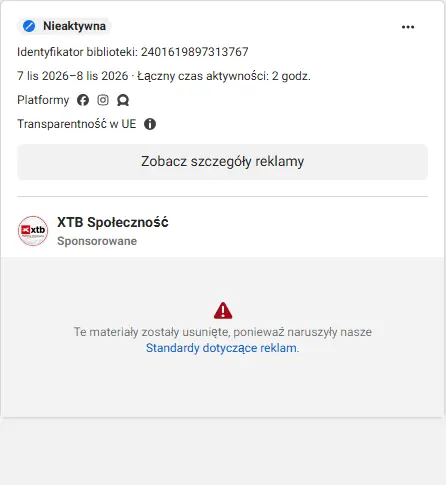 Nieaktywna
Identyfikator biblioteki: 2401619897313767
7 lis 2026–8 lis 2026 · Łączny czas aktywności: 2 godz.
Platformy
Transparentność w UE
Zobacz szczegóły reklamy
xtb
XTB Społeczność
Sponsorowane
Te materiały zostały usunięte, ponieważ naruszyły nasze
Standardy dotyczące reklam.